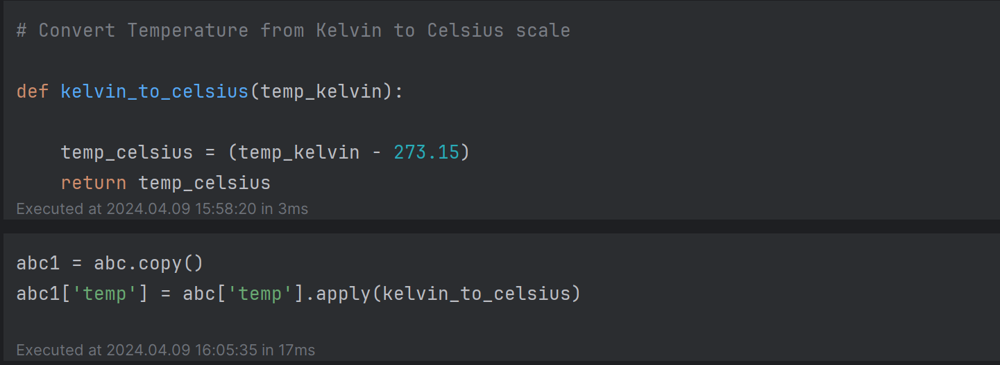 # Convert Temperature from Kelvin to Celsius scale
def kelvin_to_celsius(temp_kelvin):
    temp_celsius = (temp_kelvin - 273.15)
    return temp_celsius
Executed at 2024.04.09 15:58:20 in 3ms
abc1 = abc.copy()
abc1['temp'] = abc['temp'].apply(kelvin_to_celsius)
Executed at 2024.04.09 16:05:35 in 17ms